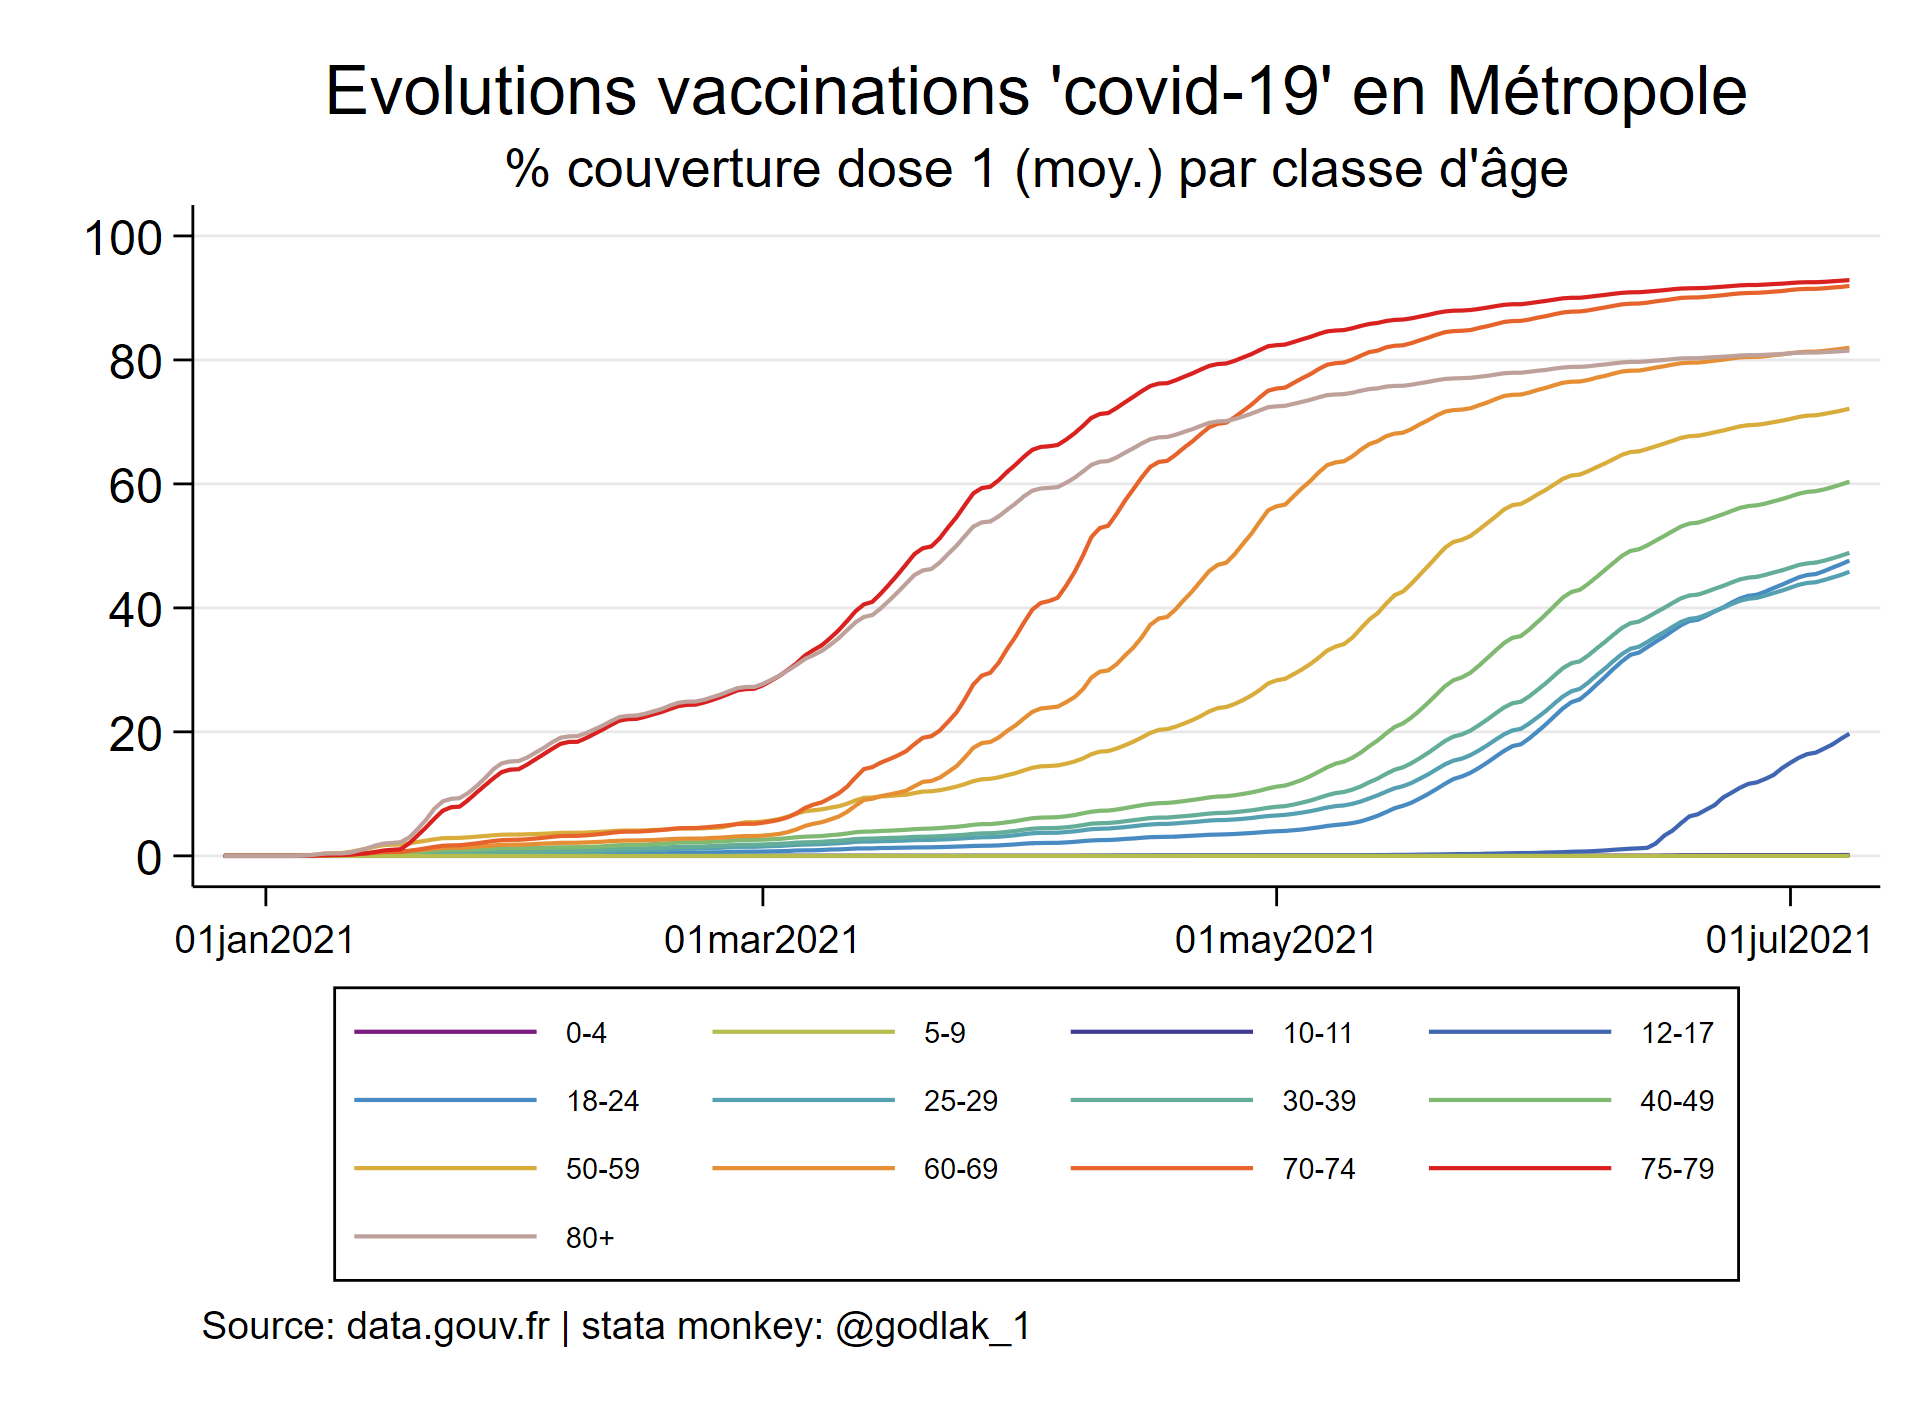 Evolutions vaccinations 'covid-19' en Métropole
% couverture dose 1 (moy.) par classe d'âge
100
80
60
40
20
0
01jan2021 01mar2021 01may2021 01jul2021
0-4 5-9 10-11 12-17
18-24 25-29 30-39 40-49
50-59 60-69 70-74 75-79
80+
Source: data.gouv.fr | stata monkey: @godlak_1